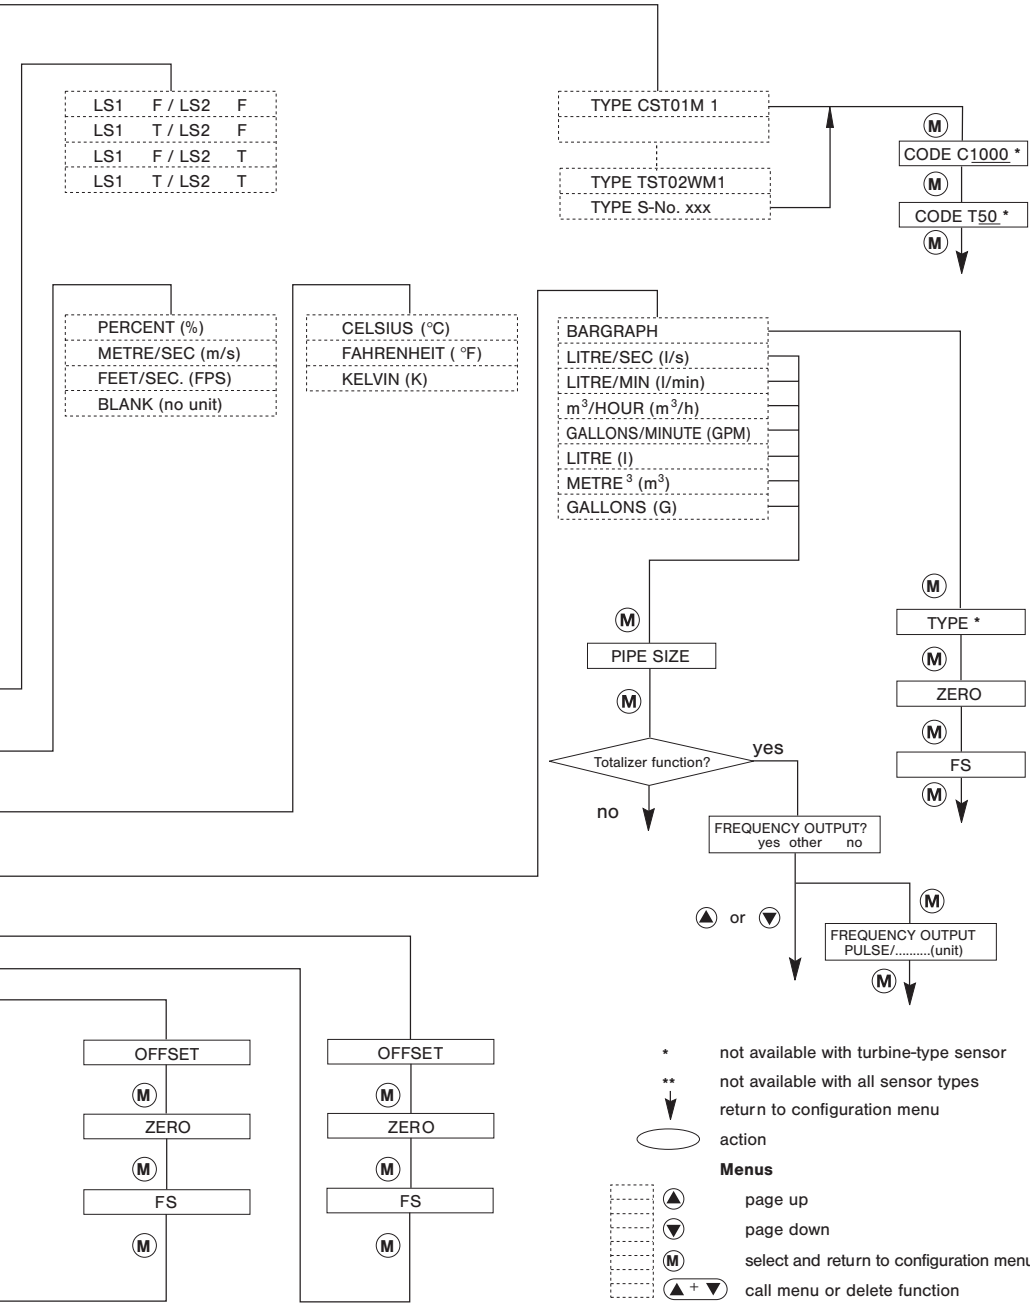 LS1 F / LS2 F
LS1 T / LS2 F
LS1 F / LS2 T
LS1 T / LS2 T
TYPE CST01M 1
TYPE TST02WM1
TYPE S-No. xxx
M
CODE C1000 *
M
CODE T50 *
M
PERCENT (%)
METRE/SEC (m/s)
FEET/SEC. (FPS)
BLANK (no unit)
CELSIUS (°C)
FAHRENHEIT ( °F)
KELVIN (K)
BARGRAPH
LITRE/SEC (l/s)
LITRE/MIN (l/min)
m³/HOUR (m³/h)
GALLONS/MINUTE (GPM)
LITRE (l)
METRE ³ (m³)
GALLONS (G)
M
PIPE SIZE
M
Totalizer function?
yes
no
FREQUENCY OUTPUT?
yes other no
▲ or ▼
M
FREQUENCY OUTPUT
PULSE/..........(unit)
M
M
TYPE *
M
ZERO
M
FS
M
OFFSET
M
ZERO
M
FS
M
OFFSET
M
ZERO
M
FS
M
* not available with turbine-type sensor
** not available with all sensor types
return to configuration menu
action
Menus
▲ page up
▼ page down
M select and return to configuration menu
▲ + ▼ call menu or delete function